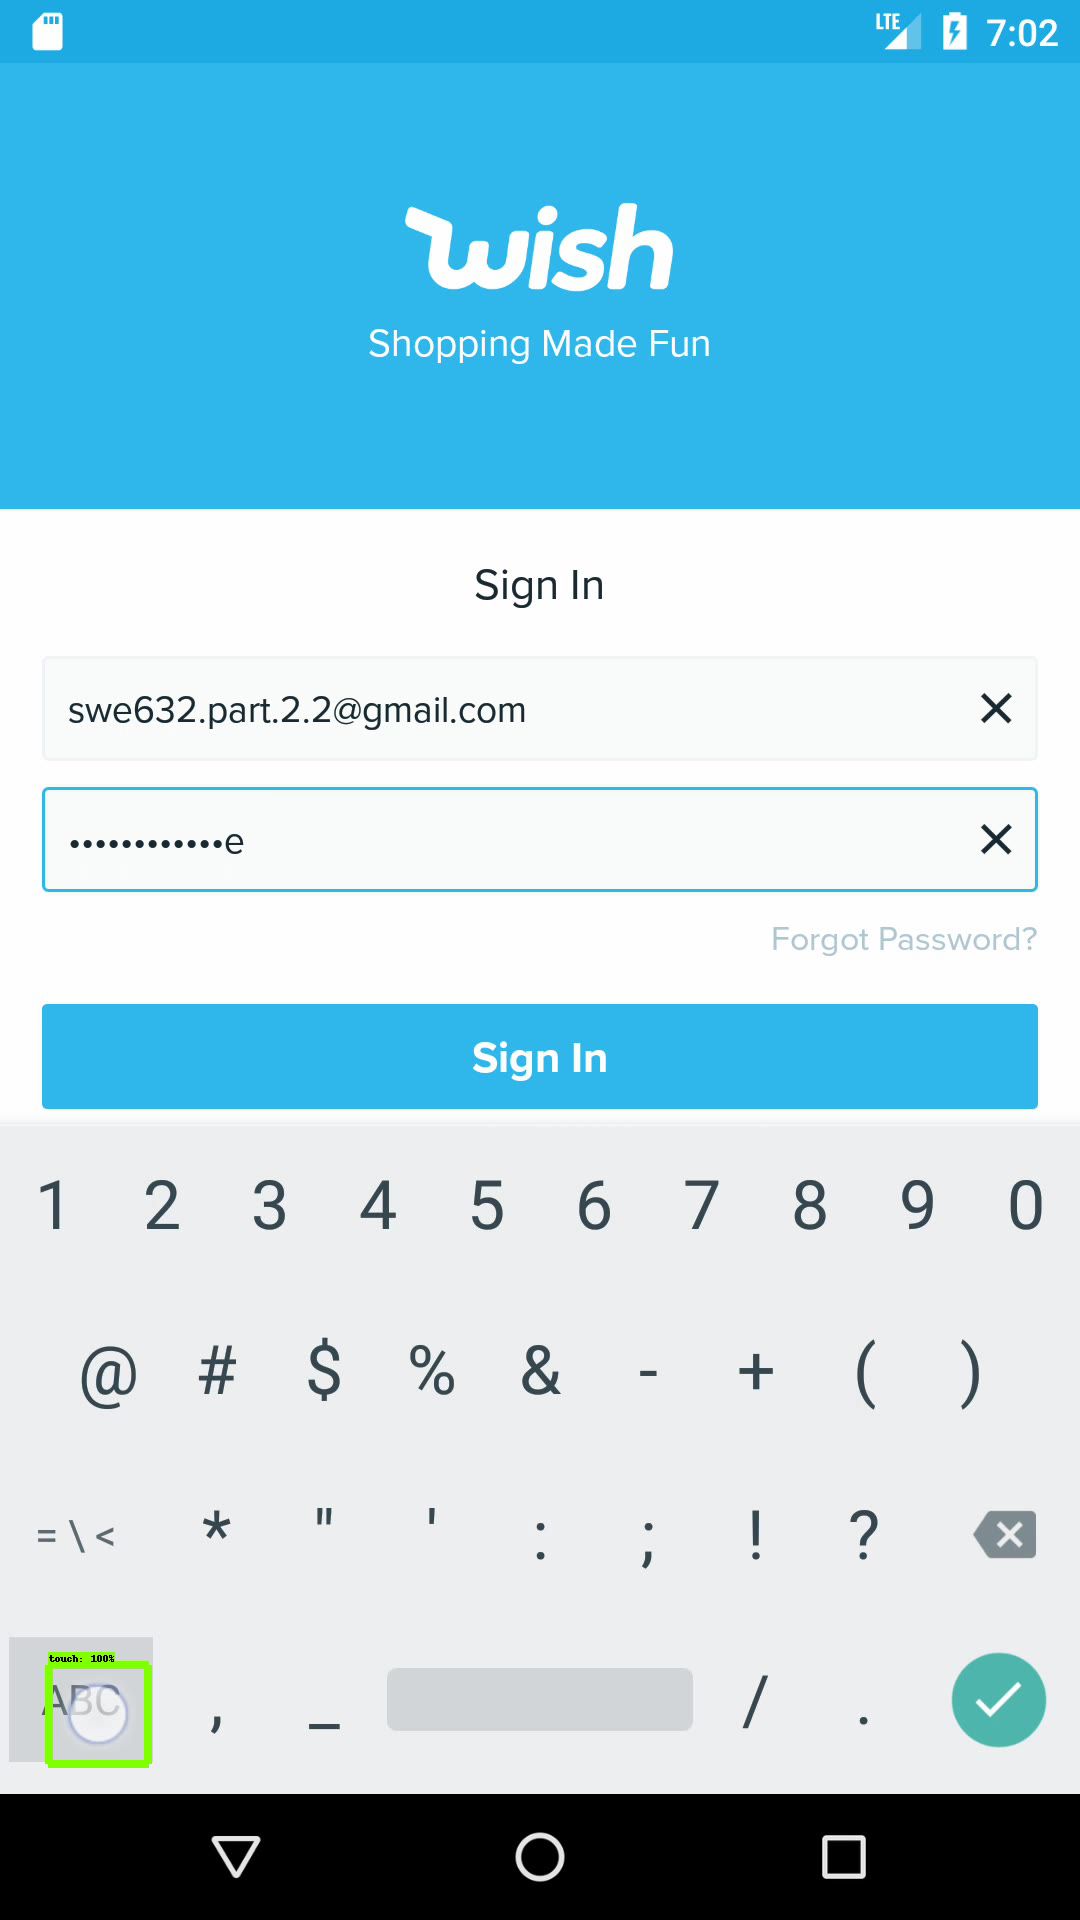 LTE 7:02
wish
Shopping Made Fun
Sign In
swe632.part.2.2@gmail.com
••••••••••••e
Forgot Password?
Sign In
1 2 3 4 5 6 7 8 9 0
@ # $ % & - + ( )
= \ < * " ' : ; ! ?
touch: 100%
ABC , _ / .